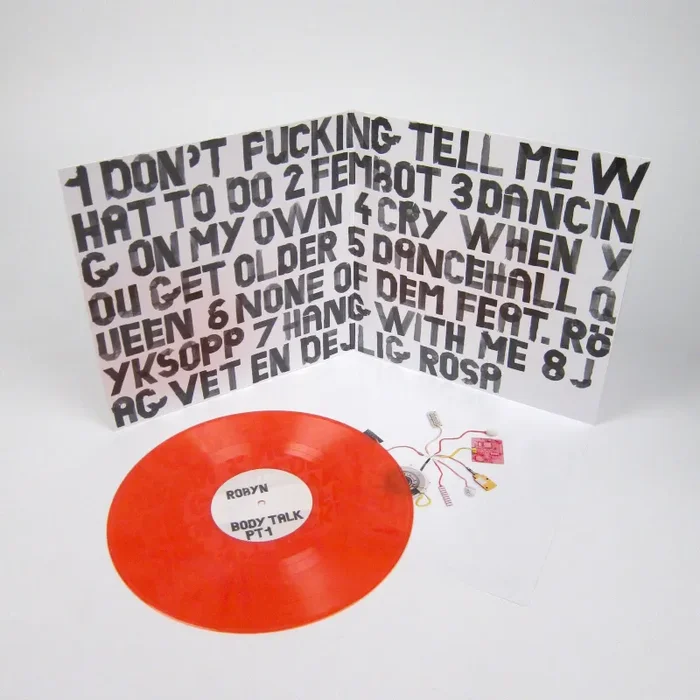 1 DON'T FUCKING TELL ME W
HAT TO DO 2 FEMBOT 3 DANCIN
G ON MY OWN 4 CRY WHEN Y
OU GET OLDER 5 DANCEHALL Q
UEEN 6 NONE OF DEM FEAT. RÖ
YKSOPP 7 HANG WITH ME 8 J
AG VET EN DEJLIG ROSA
ROBYN
BODY TALK
PT1